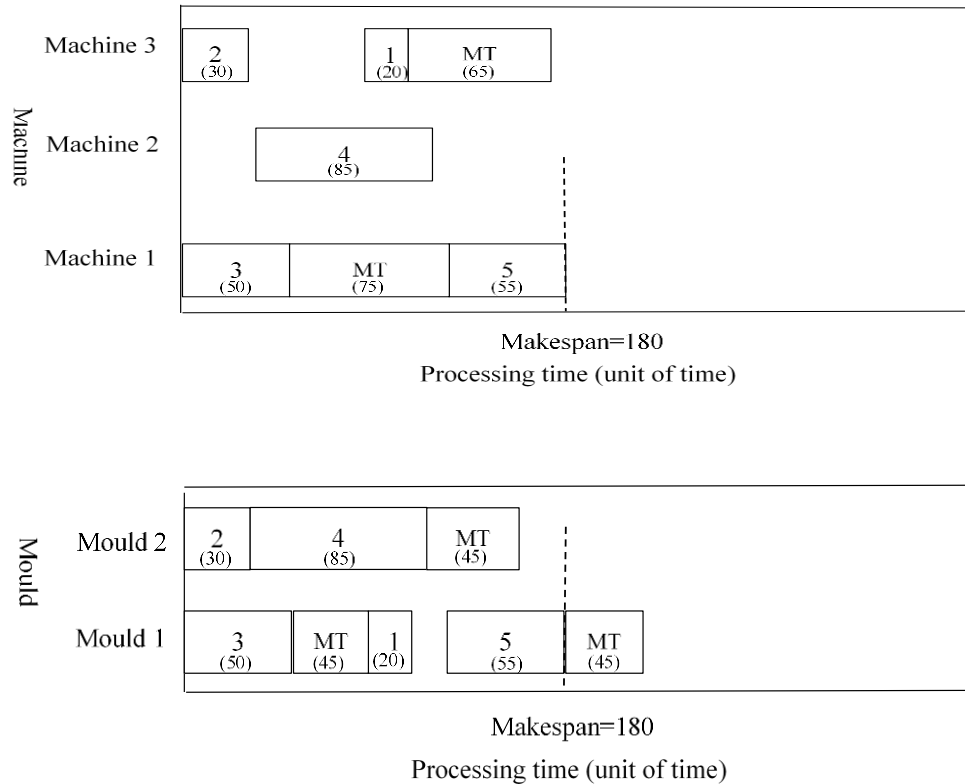 Machine 3
2
(30)
1
(20)
MT
(65)
Machine
Machine 2
4
(85)
Machine 1
3
(50)
MT
(75)
5
(55)
Makespan=180
Processing time (unit of time)
Mould
Mould 2
2
(30)
4
(85)
MT
(45)
Mould 1
3
(50)
MT
(45)
1
(20)
5
(55)
MT
(45)
Makespan=180
Processing time (unit of time)